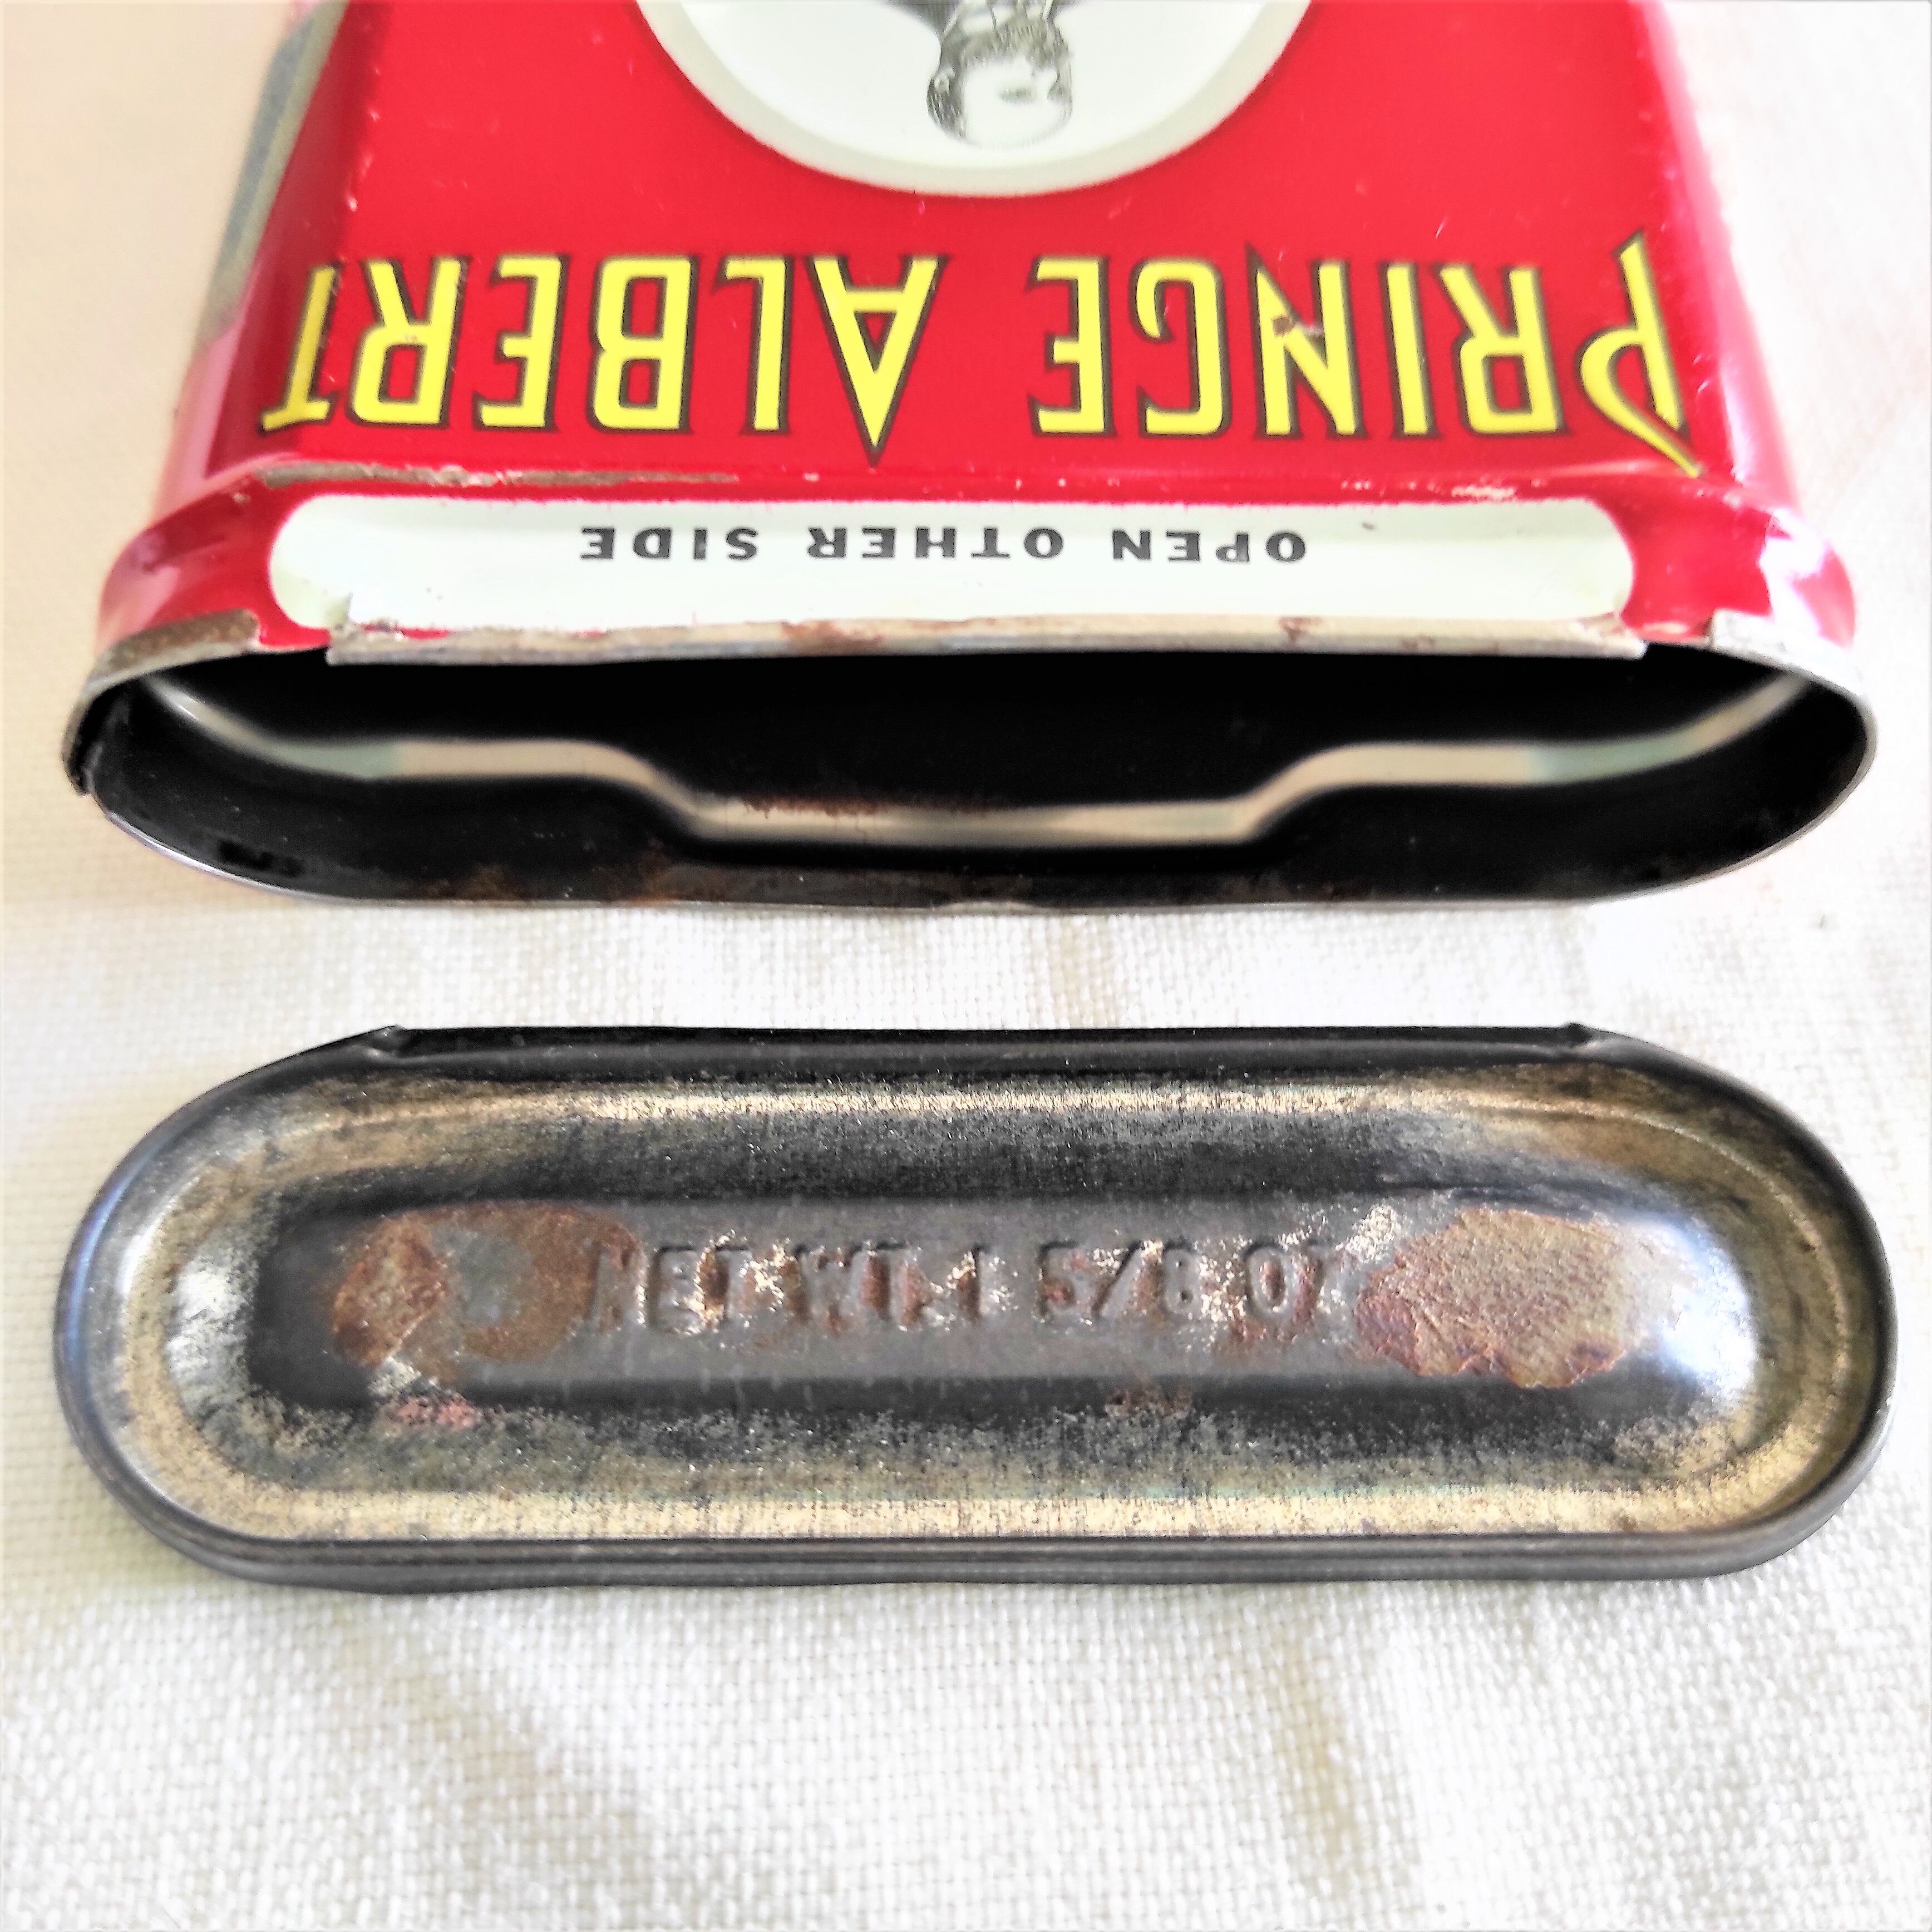 PRINCE ALBERT
OPEN OTHER SIDE
NET WT. 1 5/8 OZ